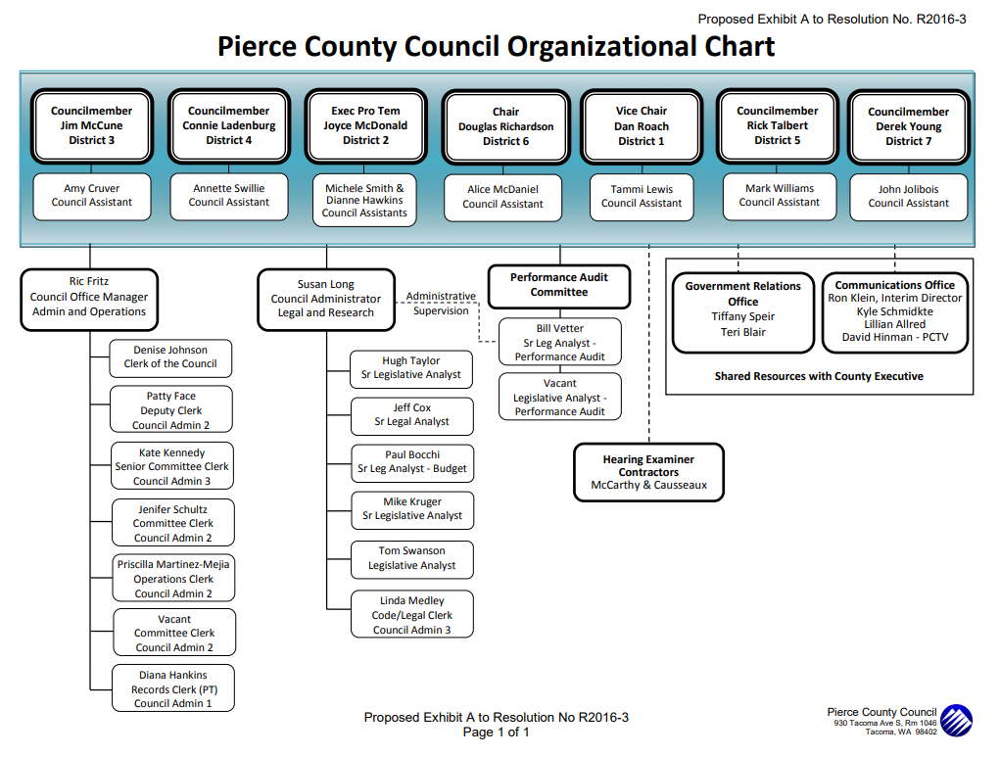 Proposed Exhibit A to Resolution No. R2016-3
Pierce County Council Organizational Chart
Councilmember
Jim McCune
District 3
Councilmember
Connie Ladenburg
District 4
Exec Pro Tem
Joyce McDonald
District 2
Chair
Douglas Richardson
District 6
Vice Chair
Dan Roach
District 1
Councilmember
Rick Talbert
District 5
Councilmember
Derek Young
District 7
Amy Cruver
Council Assistant
Annette Swillie
Council Assistant
Michele Smith &
Dianne Hawkins
Council Assistants
Alice McDaniel
Council Assistant
Tammi Lewis
Council Assistant
Mark Williams
Council Assistant
John Jolibois
Council Assistant
Ric Fritz
Council Office Manager
Admin and Operations
Denise Johnson
Clerk of the Council
Patty Face
Deputy Clerk
Council Admin 2
Kate Kennedy
Senior Committee Clerk
Council Admin 3
Jenifer Schultz
Committee Clerk
Council Admin 2
Priscilla Martinez-Mejia
Operations Clerk
Council Admin 2
Vacant
Committee Clerk
Council Admin 2
Diana Hankins
Records Clerk (PT)
Council Admin 1
Susan Long
Council Administrator
Legal and Research
Administrative
Supervision
Hugh Taylor
Sr Legislative Analyst
Jeff Cox
Sr Legal Analyst
Paul Bocchi
Sr Leg Analyst - Budget
Mike Kruger
Sr Legislative Analyst
Tom Swanson
Legislative Analyst
Linda Medley
Code/Legal Clerk
Council Admin 3
Performance Audit
Committee
Bill Vetter
Sr Leg Analyst -
Performance Audit
Vacant
Legislative Analyst -
Performance Audit
Hearing Examiner
Contractors
McCarthy & Causseaux
Government Relations
Office
Tiffany Speir
Teri Blair
Communications Office
Ron Klein, Interim Director
Kyle Schmidkte
Lillian Allred
David Hinman - PCTV
Shared Resources with County Executive
Proposed Exhibit A to Resolution No R2016-3
Page 1 of 1
Pierce County Council
930 Tacoma Ave S, Rm 1046
Tacoma, WA 98402